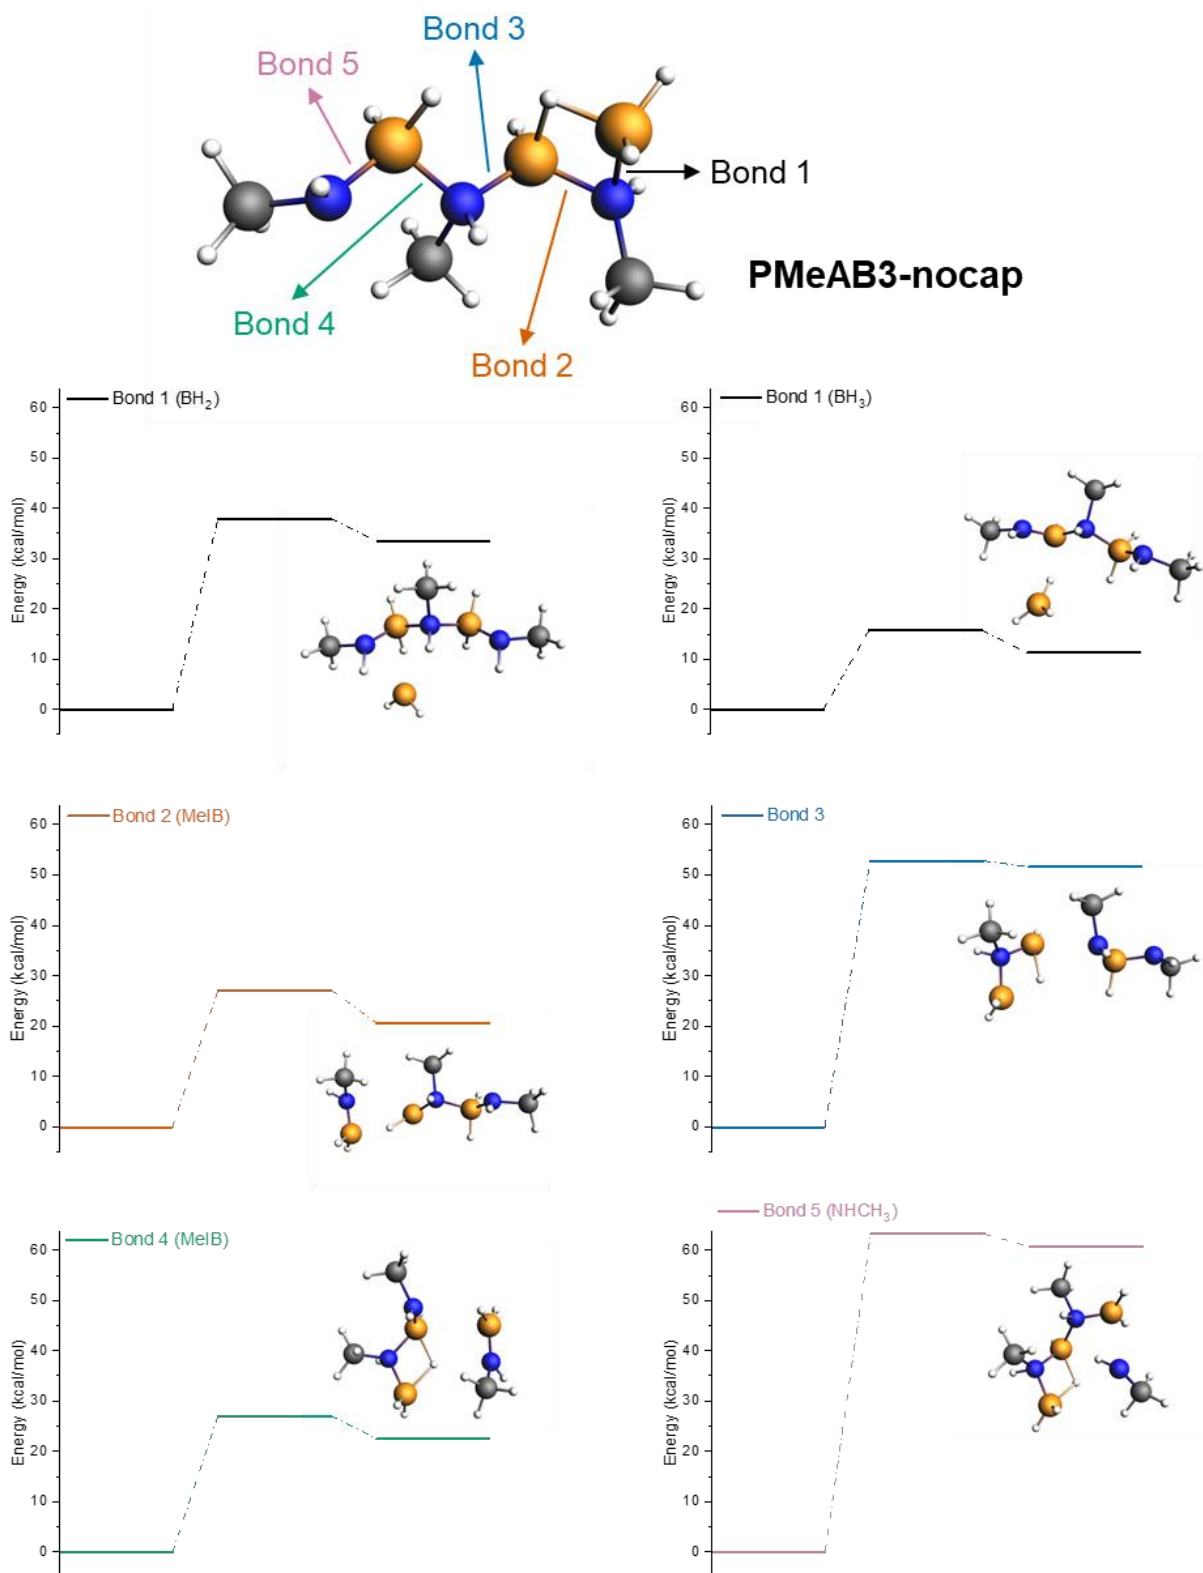 Bond 3
Bond 5
Bond 1
PMeAB3-nocap
Bond 4
Bond 2
Bond 1 (BH₂)
60
50
40
30
20
10
0
Energy (kcal/mol)
Bond 1 (BH₃)
60
50
40
30
20
10
0
Energy (kcal/mol)
Bond 2 (MeIB)
60
50
40
30
20
10
0
Energy (kcal/mol)
Bond 3
60
50
40
30
20
10
0
Energy (kcal/mol)
Bond 4 (MeIB)
60
50
40
30
20
10
0
Energy (kcal/mol)
Bond 5 (NHCH₃)
60
50
40
30
20
10
0
Energy (kcal/mol)